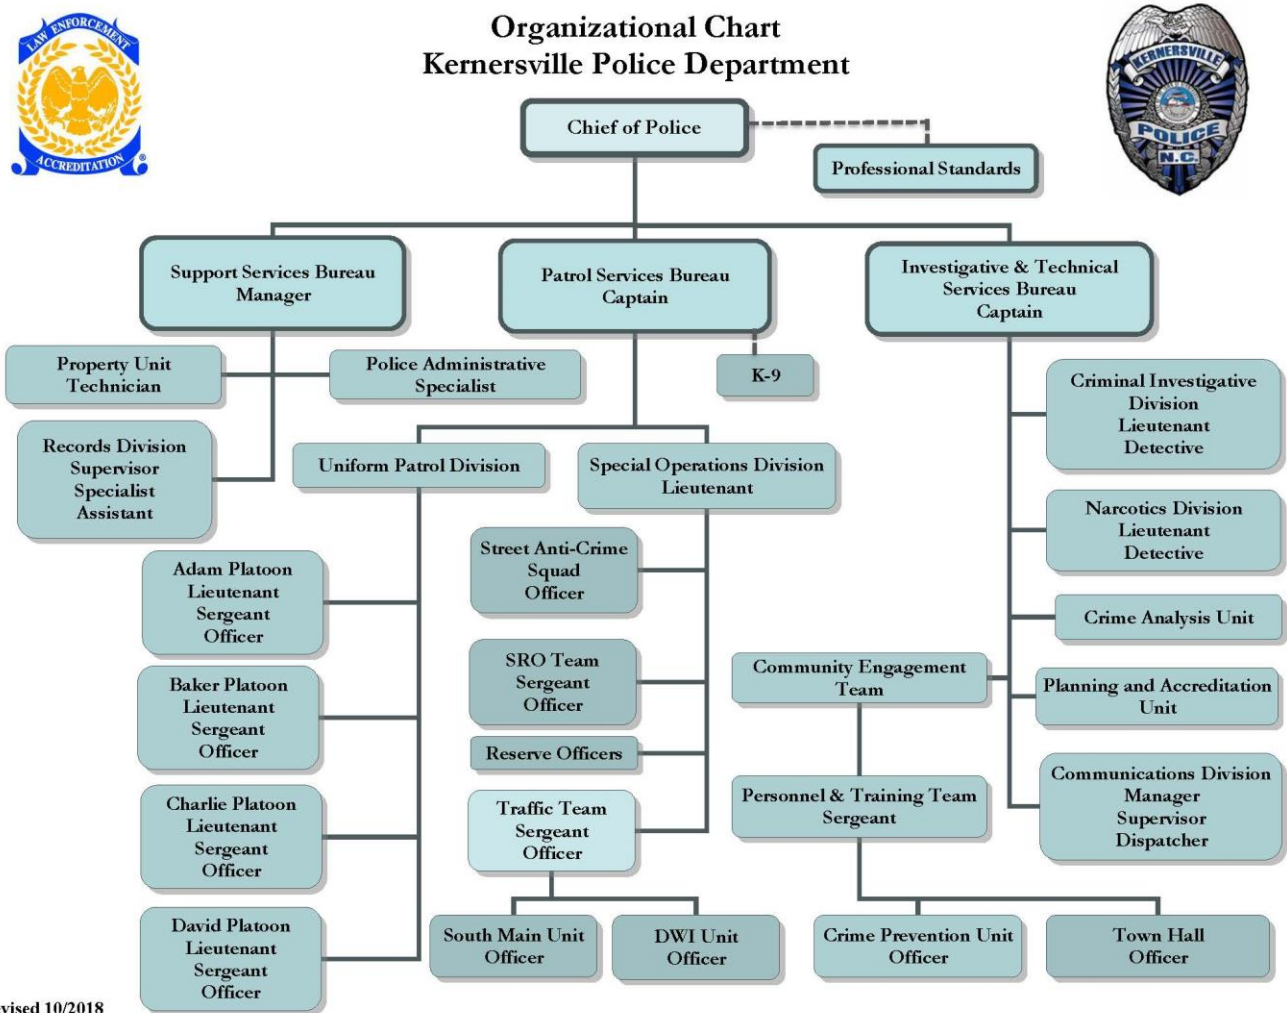 Organizational Chart
Kernersville Police Department
LAW ENFORCEMENT
ACCREDITATION
®
KERNERSVILLE
POLICE
N.C.
Chief of Police
Professional Standards
Support Services Bureau
Manager
Patrol Services Bureau
Captain
Investigative & Technical
Services Bureau
Captain
Property Unit
Technician
Police Administrative
Specialist
K-9
Records Division
Supervisor
Specialist
Assistant
Uniform Patrol Division
Special Operations Division
Lieutenant
Criminal Investigative
Division
Lieutenant
Detective
Narcotics Division
Lieutenant
Detective
Crime Analysis Unit
Planning and Accreditation
Unit
Communications Division
Manager
Supervisor
Dispatcher
Adam Platoon
Lieutenant
Sergeant
Officer
Baker Platoon
Lieutenant
Sergeant
Officer
Charlie Platoon
Lieutenant
Sergeant
Officer
David Platoon
Lieutenant
Sergeant
Officer
Street Anti-Crime
Squad
Officer
SRO Team
Sergeant
Officer
Reserve Officers
Traffic Team
Sergeant
Officer
South Main Unit
Officer
DWI Unit
Officer
Community Engagement
Team
Personnel & Training Team
Sergeant
Crime Prevention Unit
Officer
Town Hall
Officer
vised 10/2018